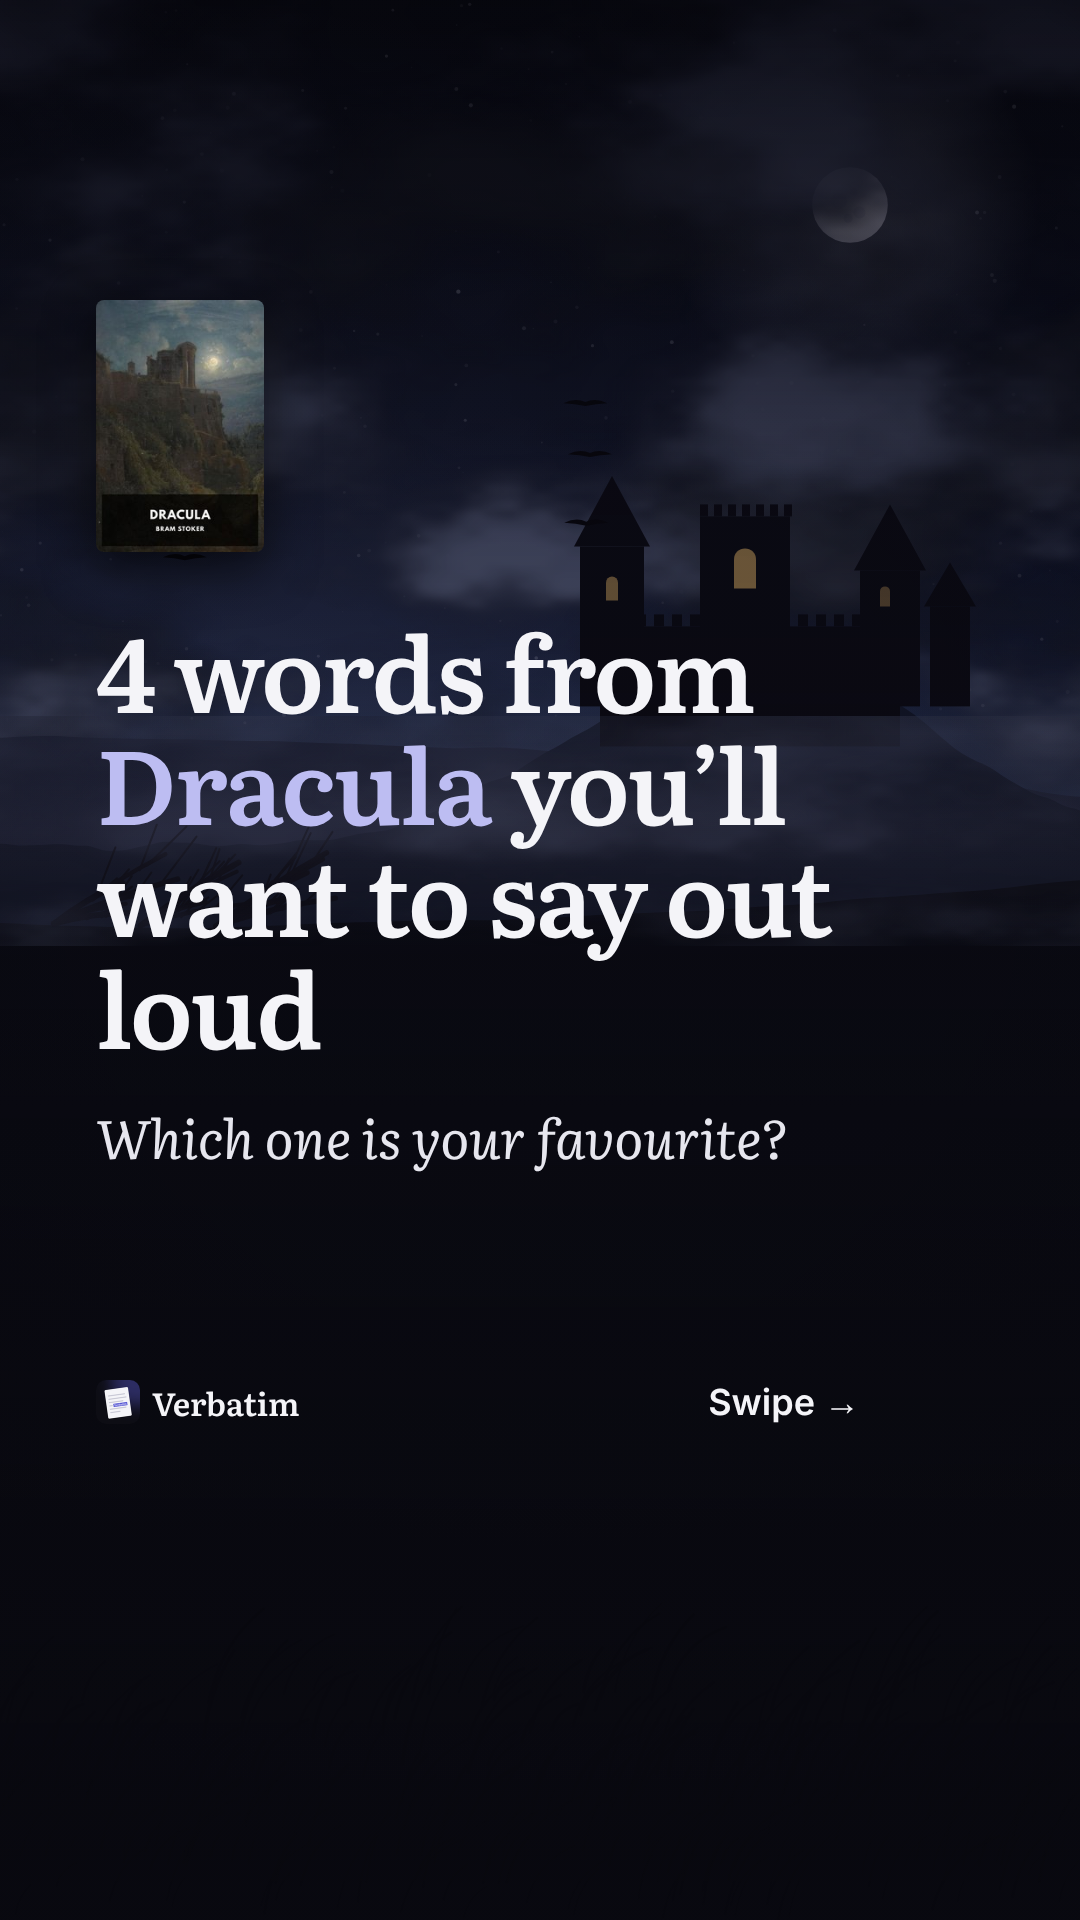 DRACULA
BRAM STOKER
4 words from
Dracula you’ll
want to say out
loud
Which one is your favourite?
Verbatim
Swipe →